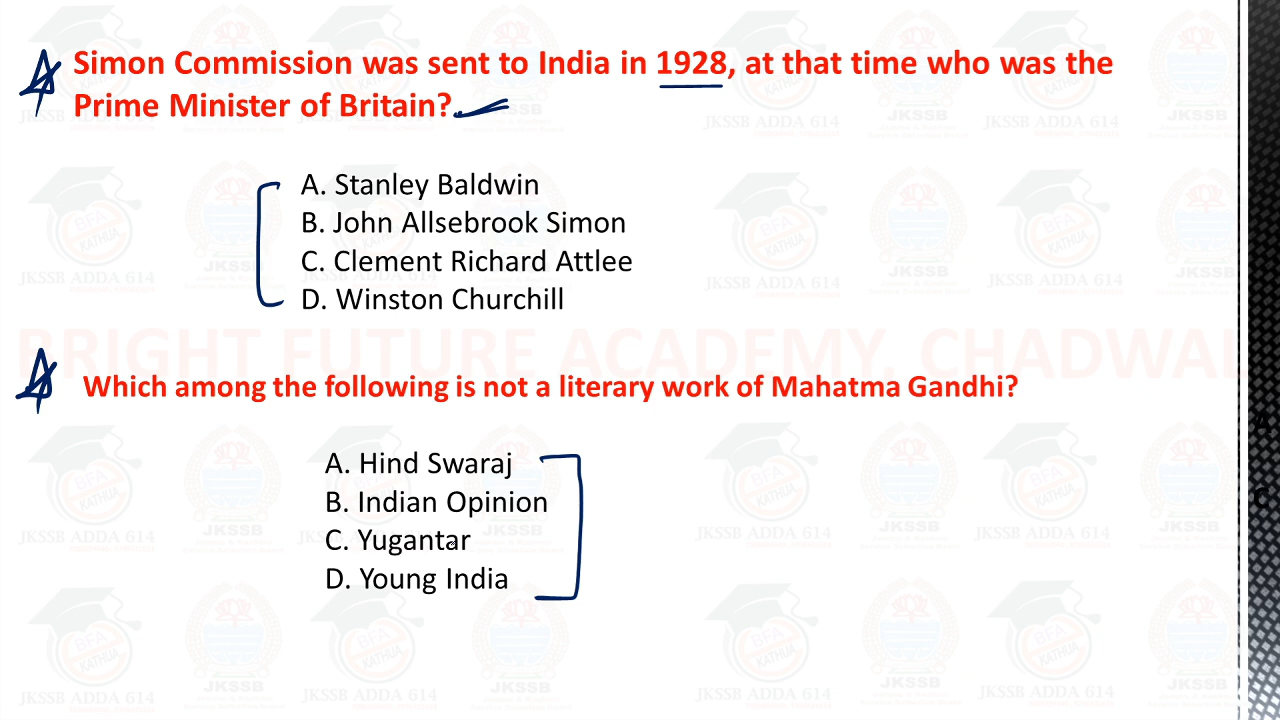 Simon Commission was sent to India in 1928, at that time who was the
Prime Minister of Britain?
A. Stanley Baldwin
B. John Allsebrook Simon
C. Clement Richard Attlee
D. Winston Churchill
BRIGHT FUTURE ACADEMY, CHADWAL
Which among the following is not a literary work of Mahatma Gandhi?
A. Hind Swaraj
B. Indian Opinion
C. Yugantar
D. Young India
BFA KATHUA
JKSSB ADDA 614
JKSSB